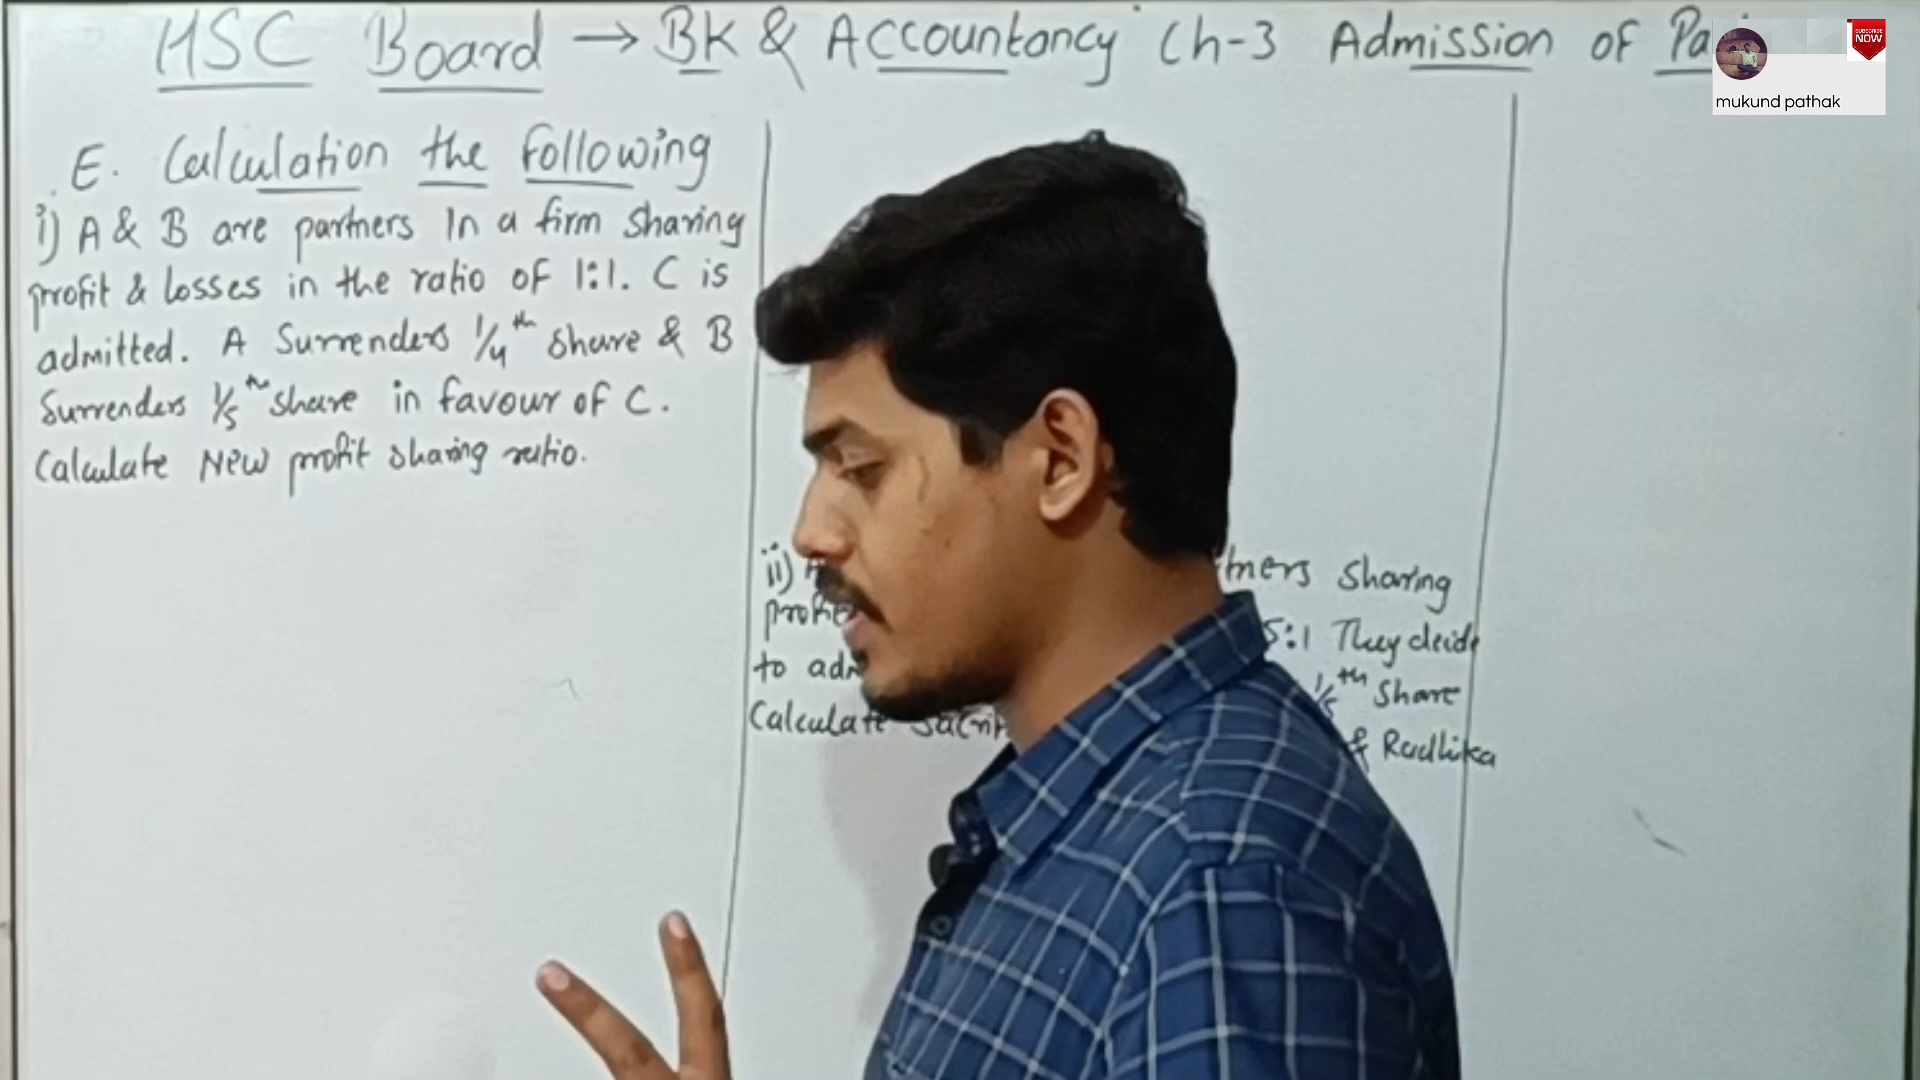 HSC Board → BK & Accountancy Ch-3 Admission of Pa
SUBSCRIBE NOW
mukund pathak
E. Calculation the following
i) A & B are partners In a firm Sharing
profit & losses in the ratio of 1:1. C is
admitted. A Surrenders 1/4th share & B
Surrenders 1/5th share in favour of C.
Calculate New profit sharing ratio.
ii) tners Sharing
5:1 They decide
to 1/5th Share
Calculate & Radhika